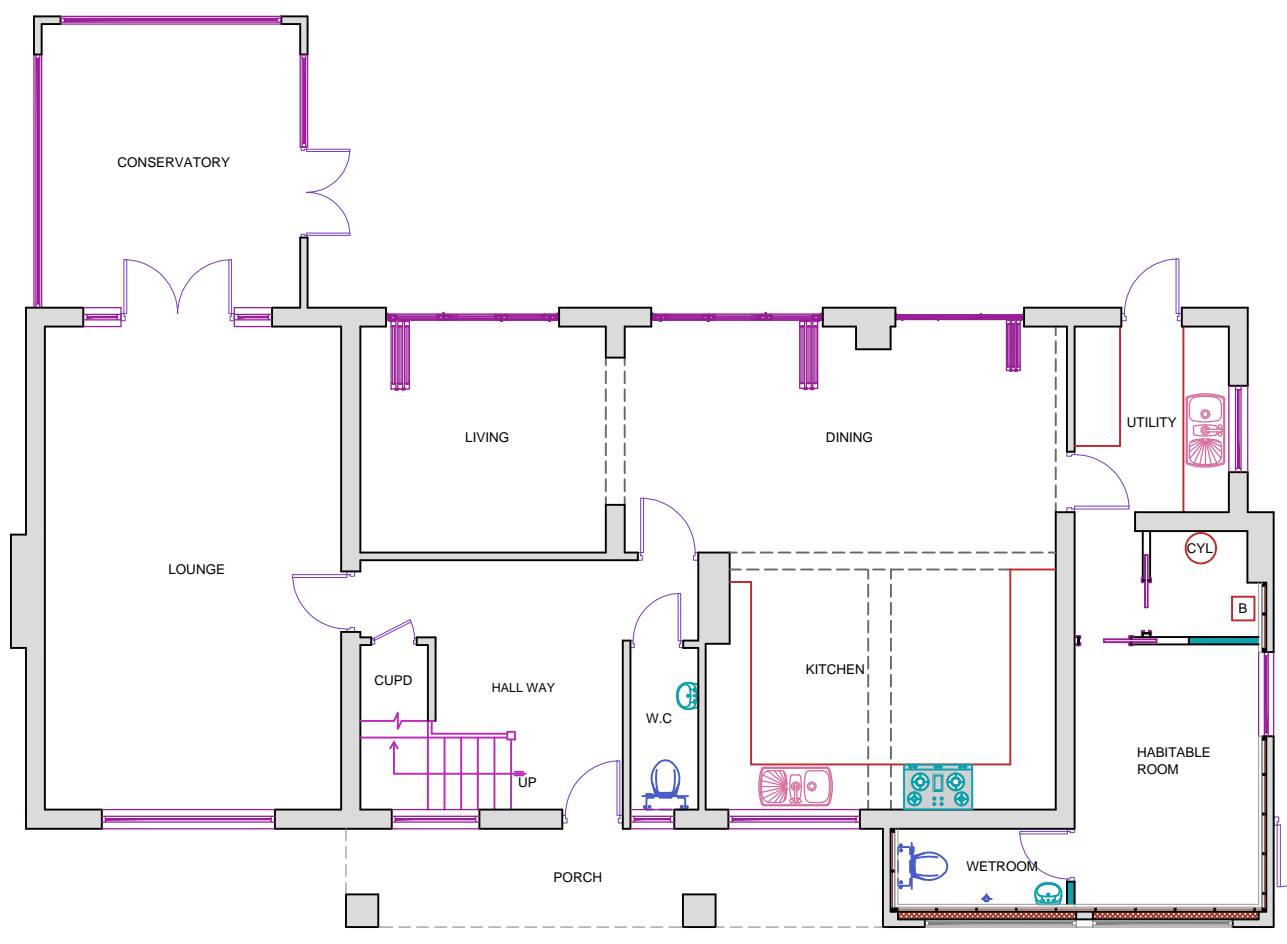 CONSERVATORY
LIVING
DINING
UTILITY
LOUNGE
CYL
B
CUPD
HALL WAY
W.C
KITCHEN
HABITABLE
ROOM
UP
WETROOM
PORCH